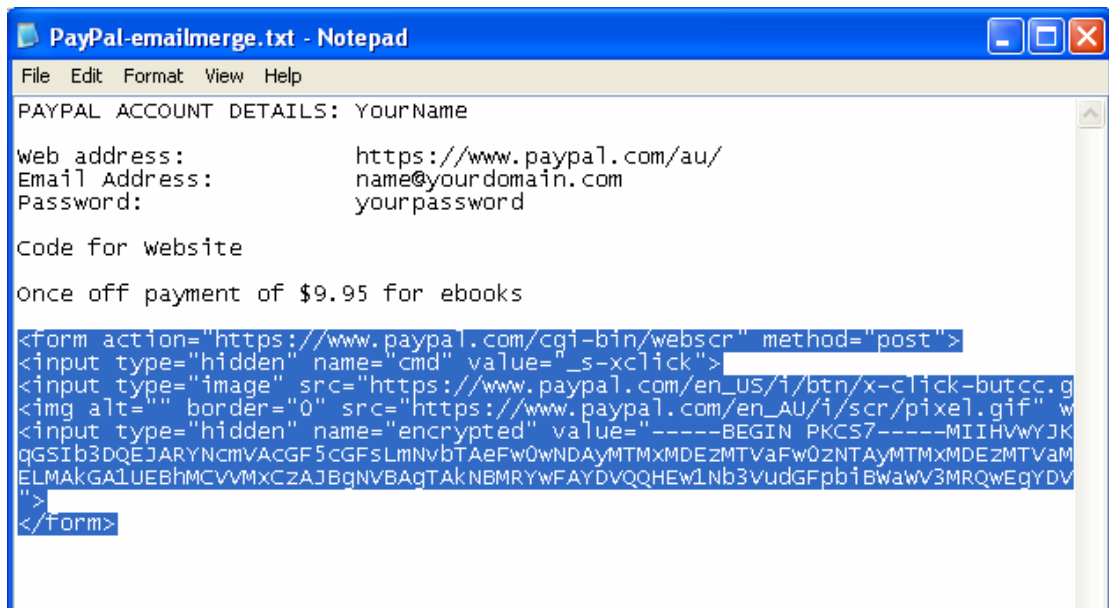 PayPal-emailmerge.txt - Notepad
File Edit Format View Help
PAYPAL ACCOUNT DETAILS: YourName
Web address: https://www.paypal.com/au/
Email Address: name@yourdomain.com
Password: yourpassword
Code for Website
Once off payment of $9.95 for ebooks
<form action="https://www.paypal.com/cgi-bin/webscr" method="post">
<input type="hidden" name="cmd" value="_s-xclick">
<input type="image" src="https://www.paypal.com/en_US/i/btn/x-click-butcc.g
<img alt="" border="0" src="https://www.paypal.com/en_AU/i/scr/pixel.gif" w
<input type="hidden" name="encrypted" value="-----BEGIN PKCS7-----MIIHVwYJK
qGSIb3DQEJARYNcmVAcGF5cGFsLmNvbTAeFw0wNDAyMTMxMDEzMTVaFw0zNTAyMTMxMDEzMTVaM
ELMAkGA1UEBhMCVVMxCzAJBgNVBAgTAkNBMRYwFAYDVQQHEw1Nb3VudGFpbiBWaWV3MRQwEgYDV
">
</form>